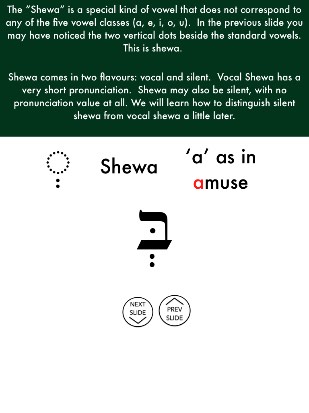 The "Shewa" is a special kind of vowel that does not correspond to
any of the five vowel classes (a, e, i, o, u). In the previous slide you
may have noticed the two vertical dots beside the standard vowels.
This is shewa.
Shewa comes in two flavours: vocal and silent. Vocal Shewa has a
very short pronunciation. Shewa may also be silent, with no
pronunciation value at all. We will learn how to distinguish silent
shewa from vocal shewa a little later.
◌ְ Shewa 'a' as in
amuse
בְּ
NEXT
SLIDE
PREV
SLIDE